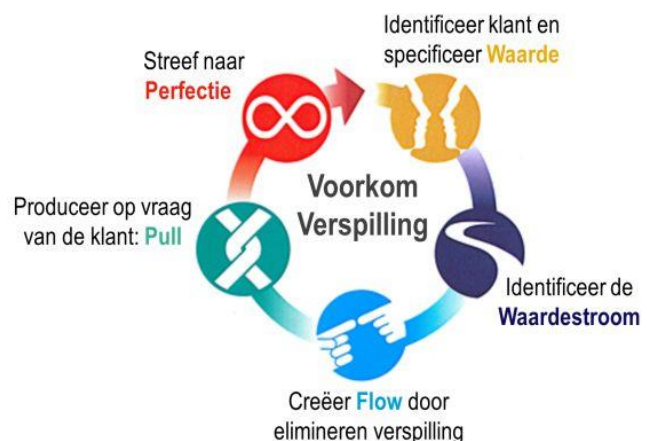 Identificeer klant en
specificeer Waarde
Streef naar
Perfectie
Voorkom
Verspilling
Produceer op vraag
van de klant: Pull
Identificeer de
Waardestroom
Creëer Flow door
elimineren verspilling